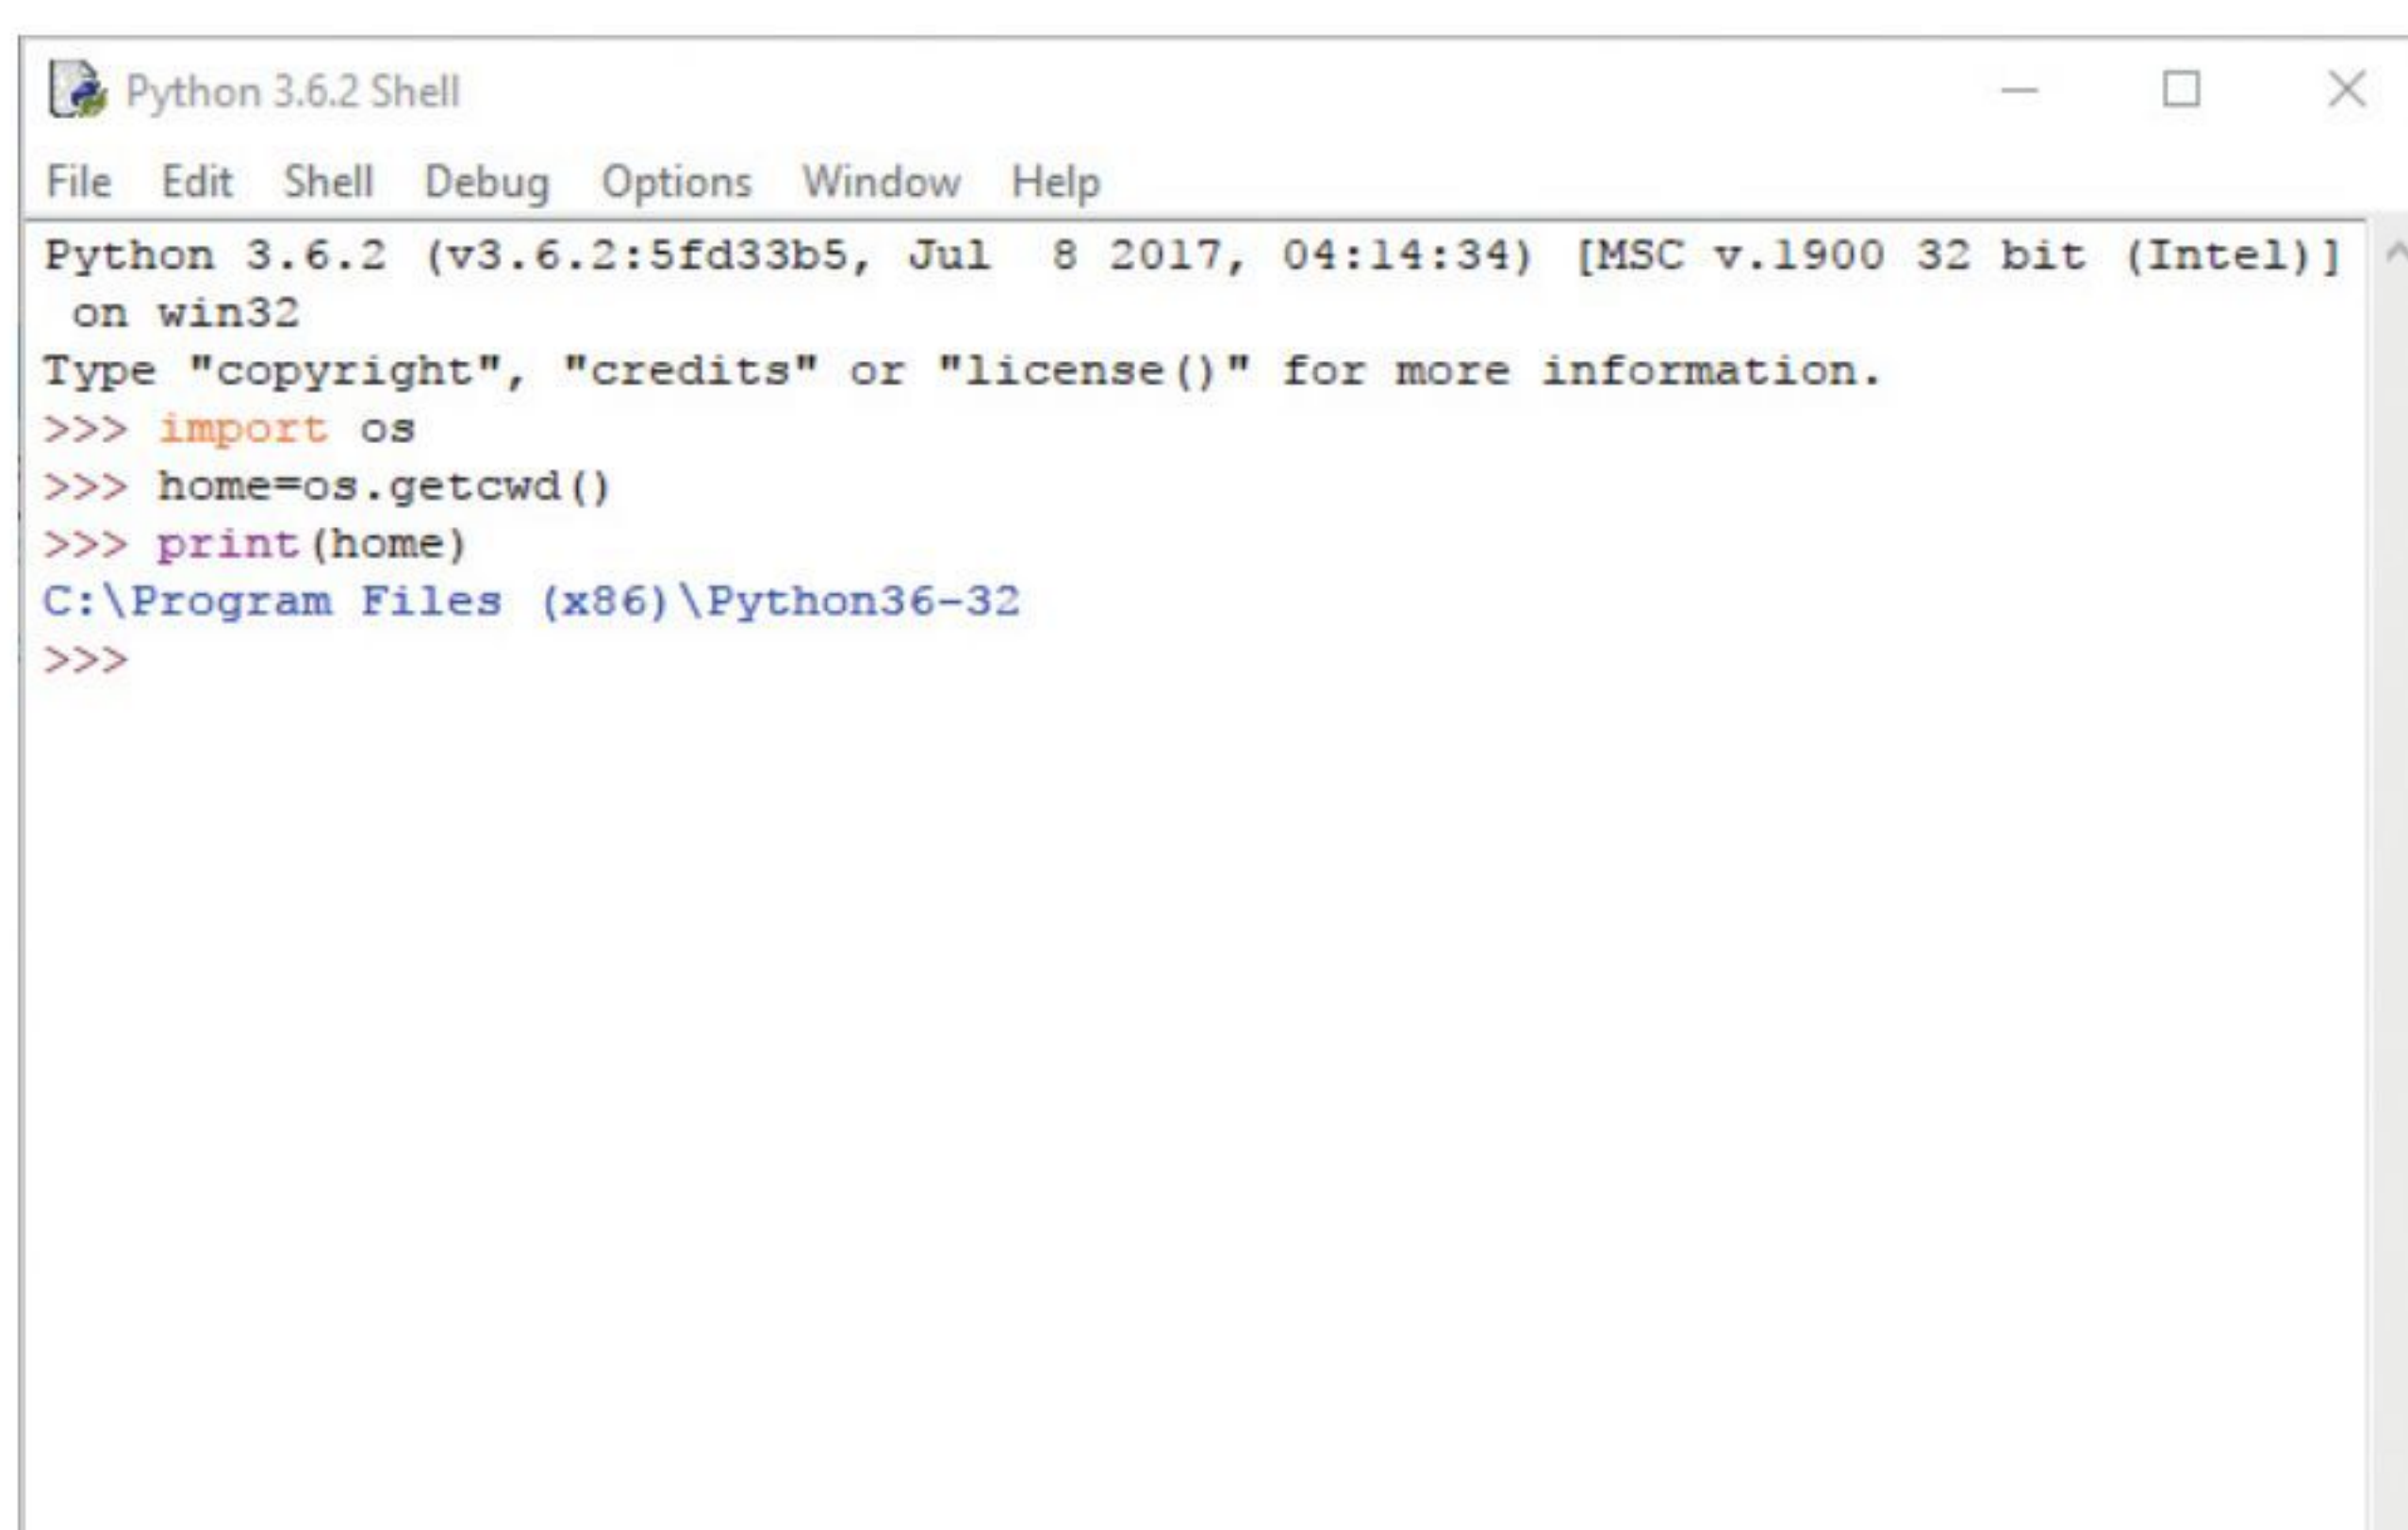 Python 3.6.2 Shell
File Edit Shell Debug Options Window Help
Python 3.6.2 (v3.6.2:5fd33b5, Jul  8 2017, 04:14:34) [MSC v.1900 32 bit (Intel)]
 on win32
Type "copyright", "credits" or "license()" for more information.
>>> import os
>>> home=os.getcwd()
>>> print(home)
C:\Program Files (x86)\Python36-32
>>>